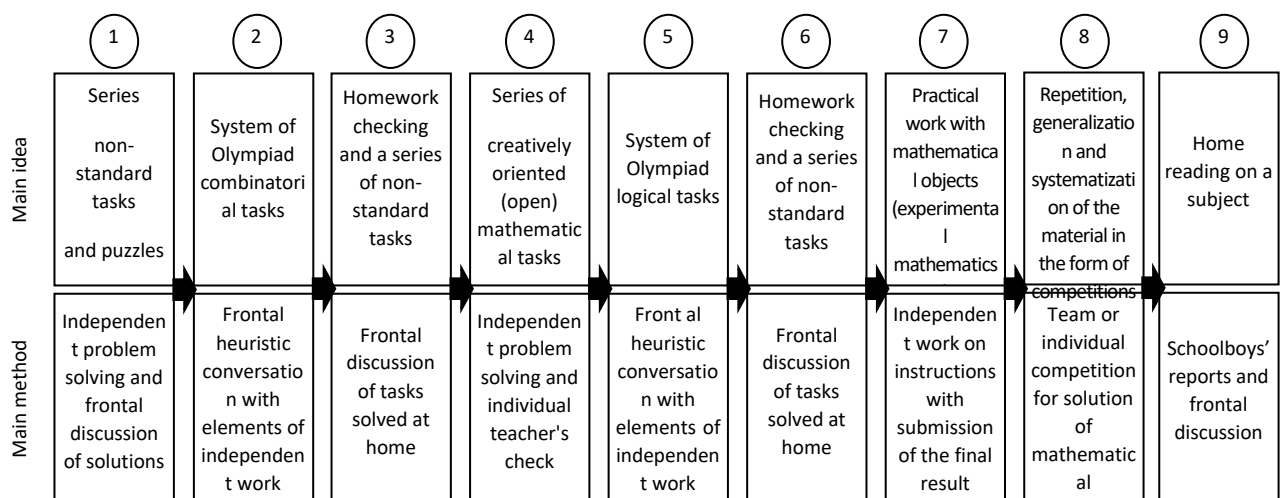 1
2
3
4
5
6
7
8
9
Main idea
Series
non-
standard
tasks
and puzzles
System of
Olympiad
combinatori
al tasks
Homework
checking
and a series
of non-
standard
tasks
Series of
creatively
oriented
(open)
mathematic
al tasks
System of
Olympiad
logical tasks
Homework
checking
and a series
of non-
standard
tasks
Practical
work with
mathematica
l objects
(experimenta
l
mathematics
Repetition,
generalizatio
n and
systematizati
on of the
material in
the form of
competitions
Home
reading on a
subject
Main method
Independen
t problem
solving and
frontal
discussion
of solutions
Frontal
heuristic
conversatio
n with
elements of
independen
t work
Frontal
discussion
of tasks
solved at
home
Independen
t problem
solving and
individual
teacher's
check
Front al
heuristic
conversatio
n with
elements of
independen
t work
Frontal
discussion
of tasks
solved at
home
Independen
t work on
instructions
with
submission
of the final
result
Team or
individual
competition
for solution
of
mathematic
al
Schoolboys’
reports and
frontal
discussion